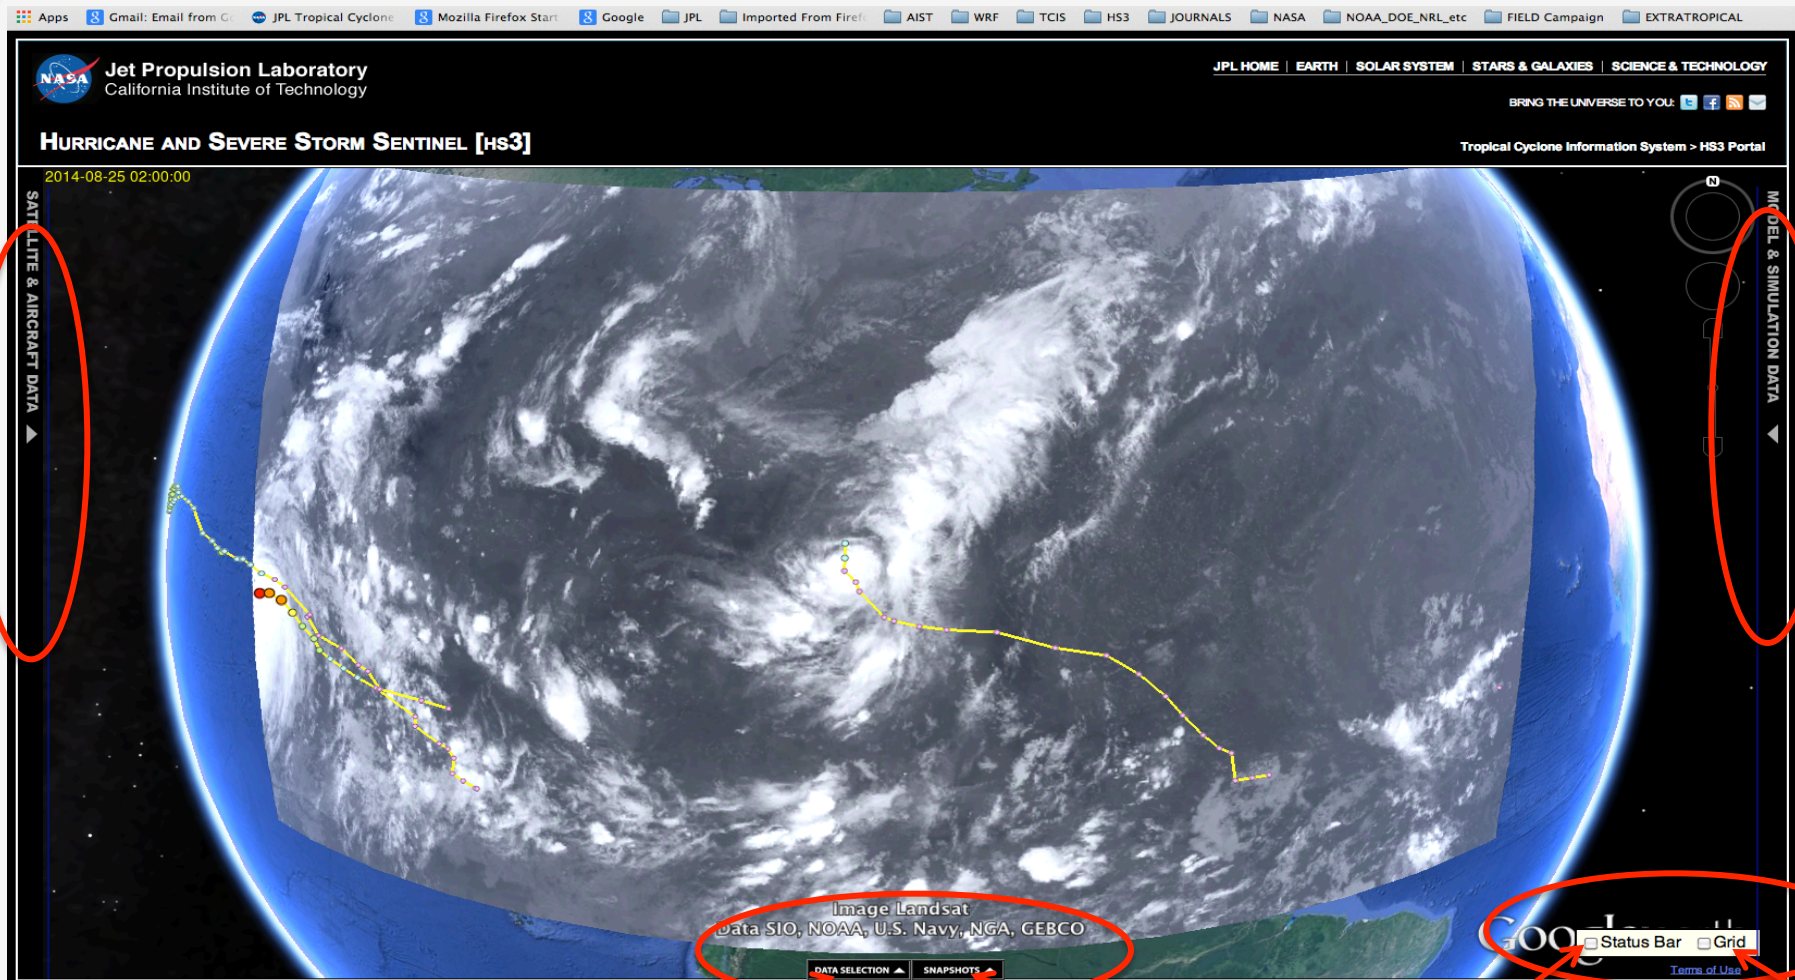 Apps Gmail: Email from G JPL Tropical Cyclone Mozilla Firefox Start Google JPL Imported From Firef AIST WRF TCIS HS3 JOURNALS NASA NOAA_DOE_NRL_etc FIELD Campaign EXTRATROPICAL
NASA
Jet Propulsion Laboratory
California Institute of Technology
JPL HOME | EARTH | SOLAR SYSTEM | STARS & GALAXIES | SCIENCE & TECHNOLOGY
BRING THE UNIVERSE TO YOU:
HURRICANE AND SEVERE STORM SENTINEL [HS3]
Tropical Cyclone Information System > HS3 Portal
2014-08-25 02:00:00
SATELLITE & AIRCRAFT DATA
N
MODEL & SIMULATION DATA
Image Landsat
Data SIO, NOAA, U.S. Navy, NGA, GEBCO
Status Bar Grid
DATA SELECTION SNAPSHOTS
Terms of Use